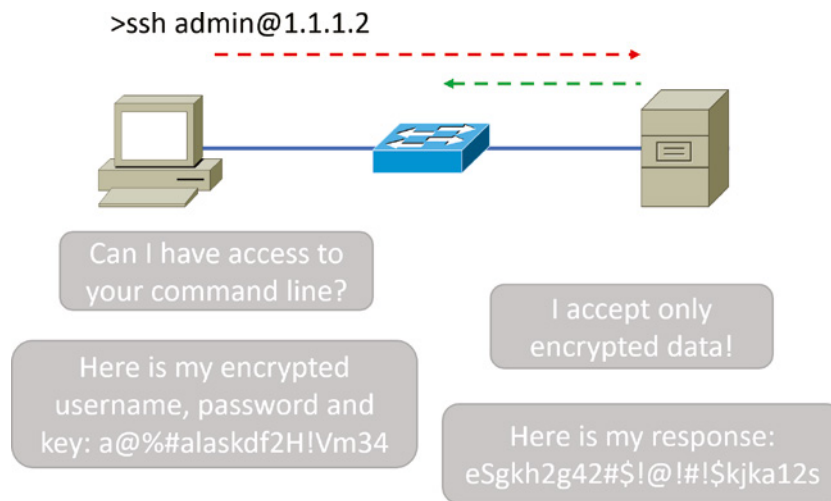 >ssh admin@1.1.1.2
Can I have access to
your command line?
I accept only
encrypted data!
Here is my encrypted
username, password and
key: a@%#alaskdf2H!Vm34
Here is my response:
eSgkh2g42#$!@!#!$kjka12s